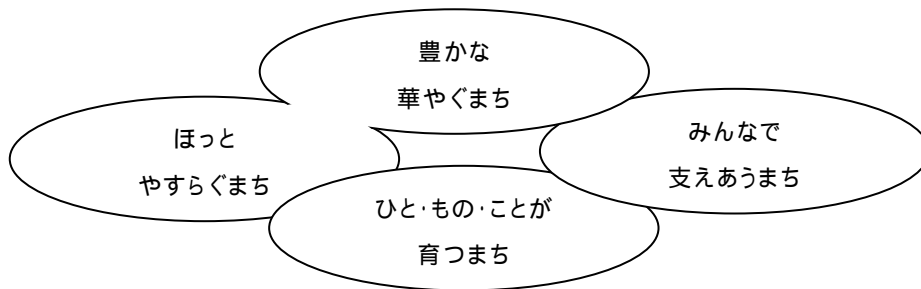 豊かな
華やぐまち
ほっと
やすらぐまち
みんなで
支えあうまち
ひと・もの・ことが
育つまち